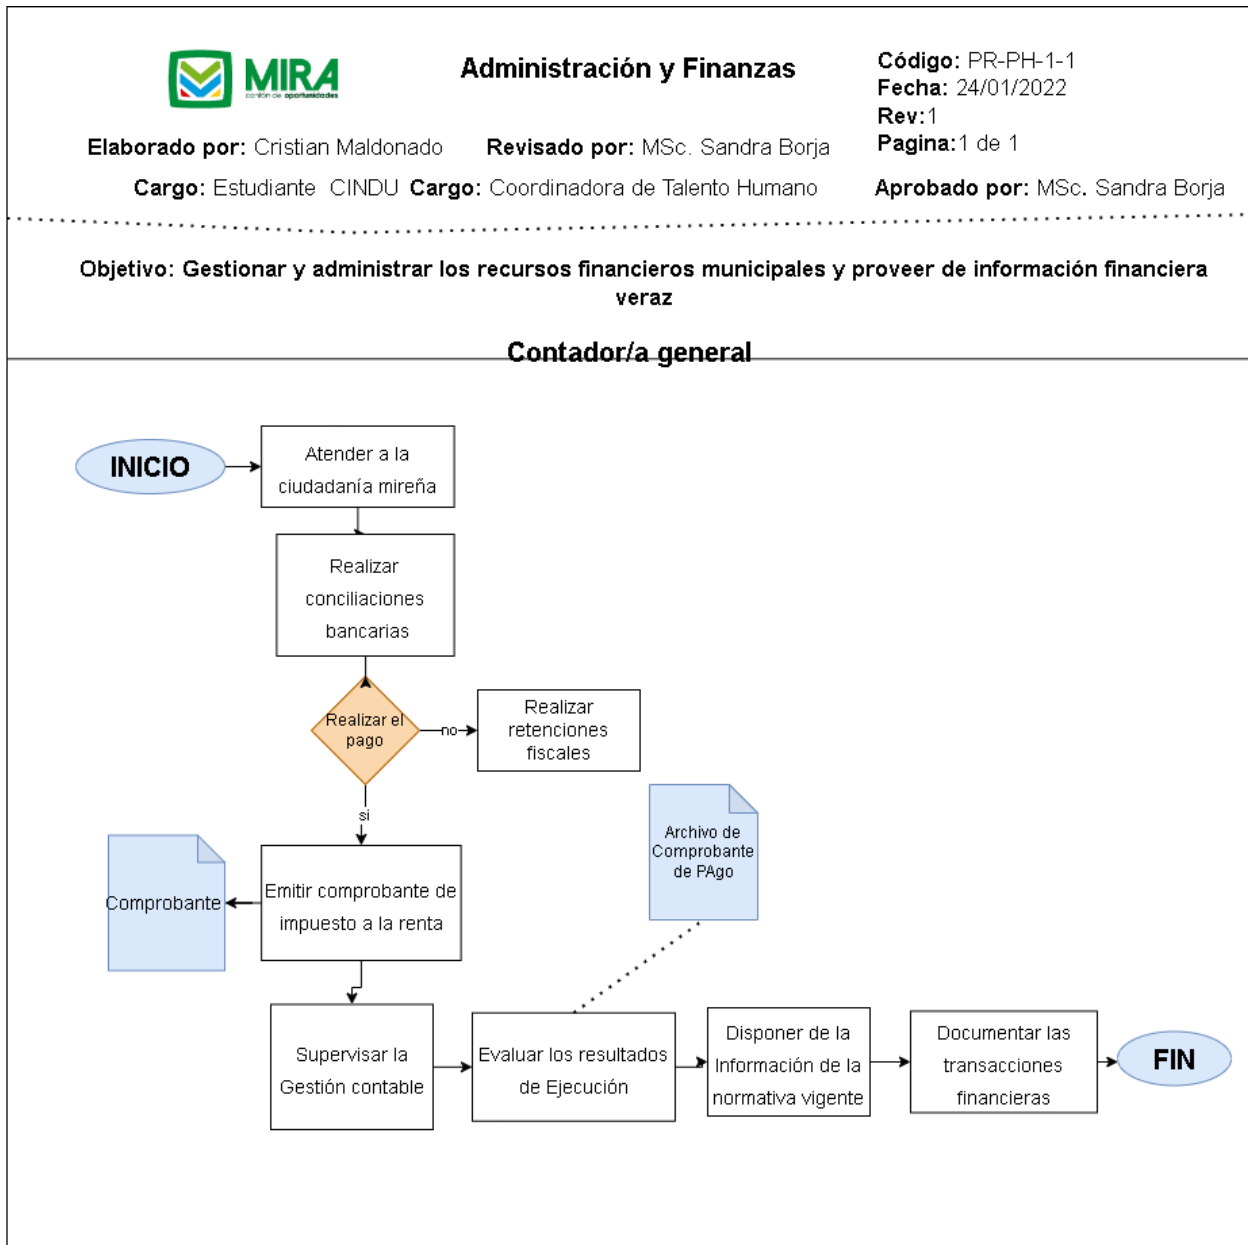 MIRA
cantón de oportunidades
Administración y Finanzas
Código: PR-PH-1-1
Fecha: 24/01/2022
Rev:1
Pagina:1 de 1
Elaborado por: Cristian Maldonado
Revisado por: MSc. Sandra Borja
Cargo: Estudiante CINDU
Cargo: Coordinadora de Talento Humano
Aprobado por: MSc. Sandra Borja
Objetivo: Gestionar y administrar los recursos financieros municipales y proveer de información financiera
veraz
Contador/a general
INICIO
Atender a la
ciudadanía mireña
Realizar
conciliaciones
bancarias
Realizar el
pago
no
Realizar
retenciones
fiscales
si
Archivo de
Comprobante
de PAgo
Comprobante
Emitir comprobante de
impuesto a la renta
Supervisar la
Gestión contable
Evaluar los resultados
de Ejecución
Disponer de la
Información de la
normativa vigente
Documentar las
transacciones
financieras
FIN